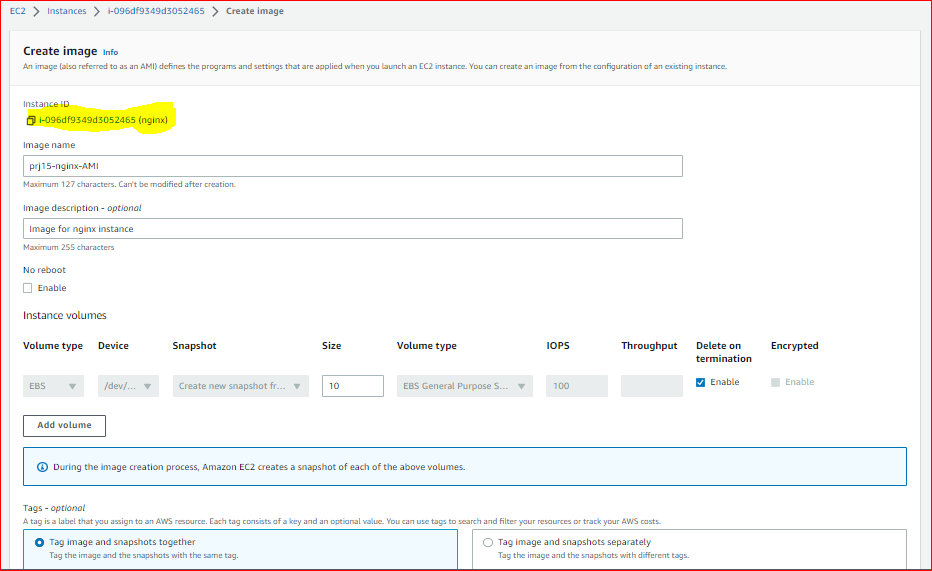 EC2 > Instances > i-096df9349d3052465 > Create image
Create image Info
An image (also referred to as an AMI) defines the programs and settings that are applied when you launch an EC2 instance. You can create an image from the configuration of an existing instance.
Instance ID
i-096df9349d3052465 (nginx)
Image name
prj15-nginx-AMI
Maximum 127 characters. Can't be modified after creation.
Image description - optional
Image for nginx instance
Maximum 255 characters
No reboot
Enable
Instance volumes
Volume type Device Snapshot Size Volume type IOPS Throughput Delete on termination Encrypted
EBS /dev/... Create new snapshot fr... 10 EBS General Purpose S... 100 Enable Enable
Add volume
During the image creation process, Amazon EC2 creates a snapshot of each of the above volumes.
Tags - optional
A tag is a label that you assign to an AWS resource. Each tag consists of a key and an optional value. You can use tags to search and filter your resources or track your AWS costs.
Tag image and snapshots together Tag image and snapshots separately
Tag the image and the snapshots with the same tag. Tag the image and the snapshots with different tags.